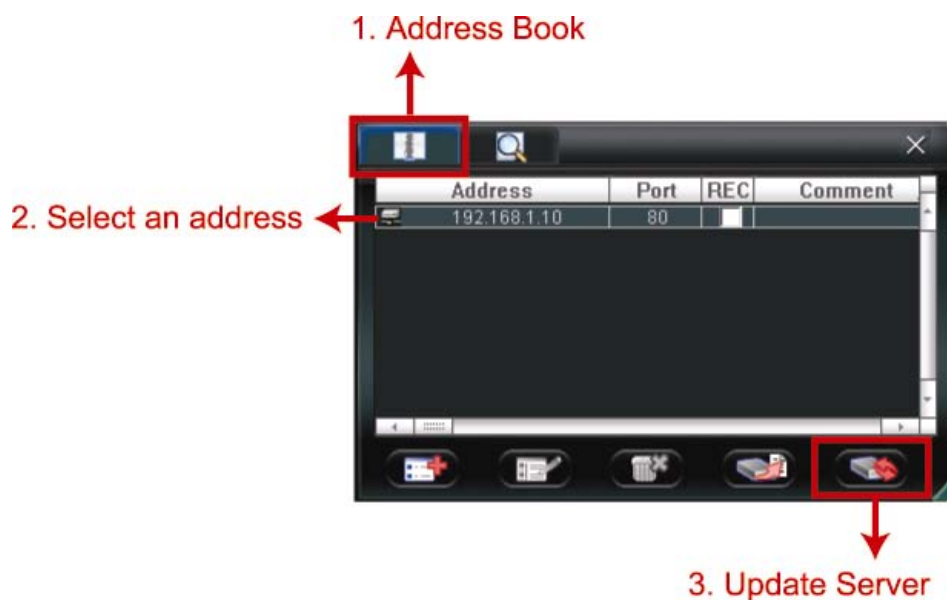 1. Address Book
Address Port REC Comment
2. Select an address
192.168.1.10 80
3. Update Server